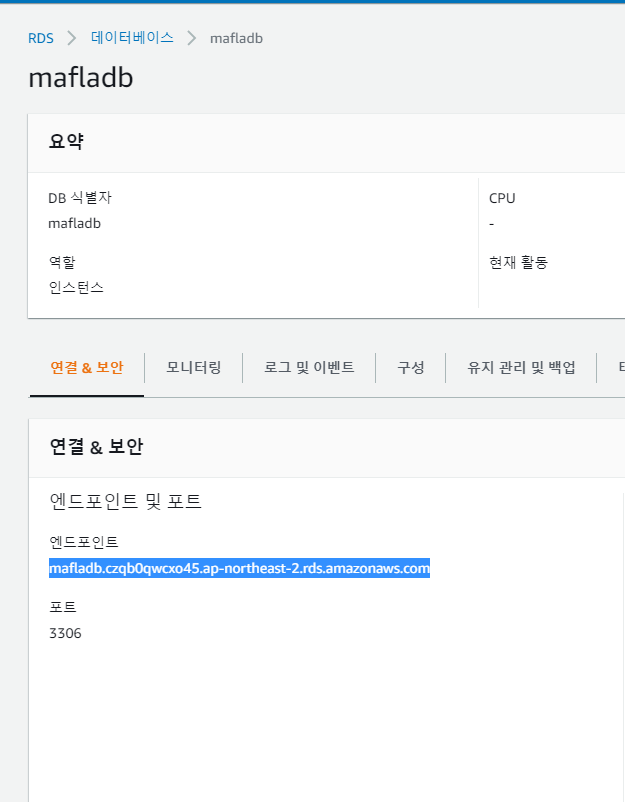 RDS > 데이터베이스 > mafladb
mafladb
요약
DB 식별자
mafladb
CPU
-
역할
인스턴스
현재 활동
연결 & 보안 모니터링 로그 및 이벤트 구성 유지 관리 및 백업
연결 & 보안
엔드포인트 및 포트
엔드포인트
mafladb.czqb0qwcxo45.ap-northeast-2.rds.amazonaws.com
포트
3306